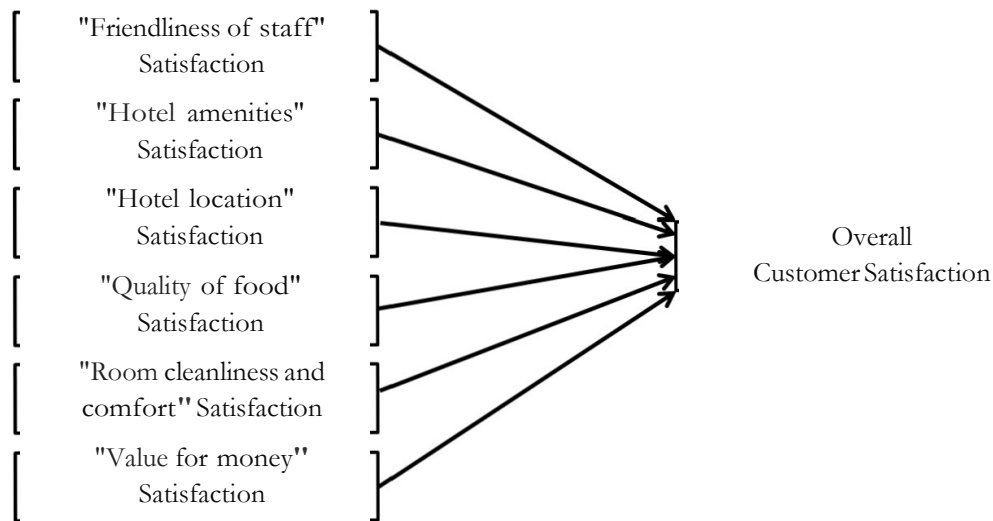 "Friendliness of staff"
Satisfaction
"Hotel amenities"
Satisfaction
"Hotel location"
Satisfaction
"Quality of food"
Satisfaction
"Room cleanliness and
comfort" Satisfaction
"Value for money"
Satisfaction
Overall
Customer Satisfaction